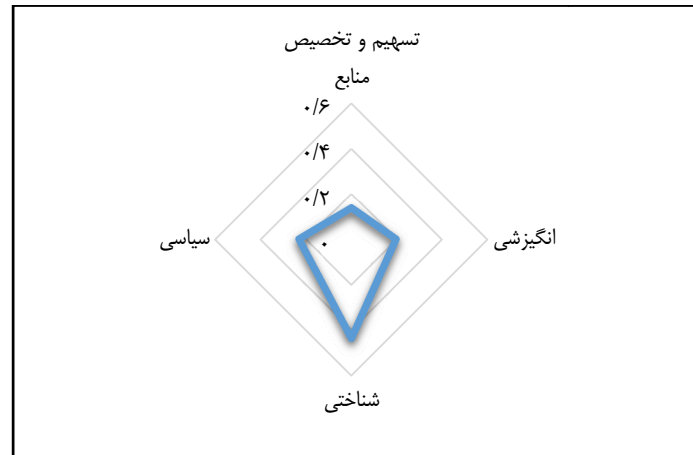 تسهیم و تخصیص
منابع
۰/۶
۰/۴
۰/۲
۰
انگیزشی
سیاسی
شناختی